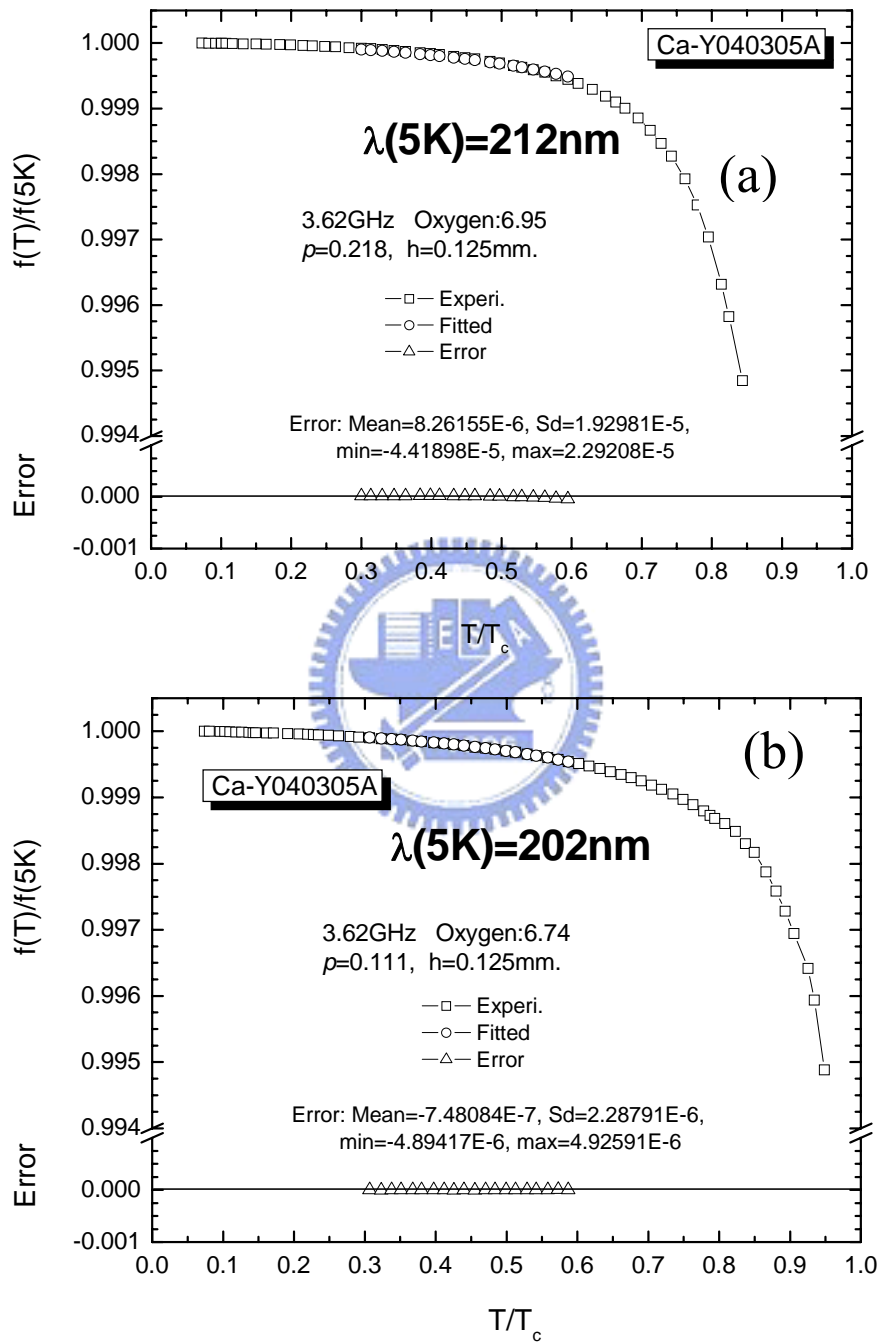 Ca-Y040305A
λ(5K)=212nm
(a)
3.62GHz Oxygen:6.95
p=0.218, h=0.125mm.
Experi.
Fitted
Error
Error: Mean=8.26155E-6, Sd=1.92981E-5,
min=-4.41898E-5, max=2.29208E-5
f(T)/f(5K)
Error
1.000
0.999
0.998
0.997
0.996
0.995
0.994
0.000
-0.001
0.0 0.1 0.2 0.3 0.4 0.5 0.6 0.7 0.8 0.9 1.0
T/Tc
(b)
Ca-Y040305A
λ(5K)=202nm
3.62GHz Oxygen:6.74
p=0.111, h=0.125mm.
Experi.
Fitted
Error
Error: Mean=-7.48084E-7, Sd=2.28791E-6,
min=-4.89417E-6, max=4.92591E-6
f(T)/f(5K)
Error
1.000
0.999
0.998
0.997
0.996
0.995
0.994
0.000
-0.001
0.0 0.1 0.2 0.3 0.4 0.5 0.6 0.7 0.8 0.9 1.0
T/Tc